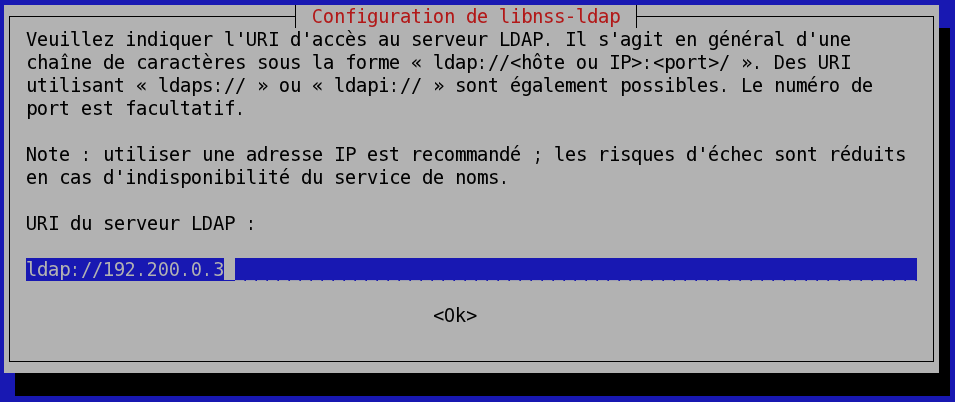 Configuration de libnss-ldap
Veuillez indiquer l'URI d'accès au serveur LDAP. Il s'agit en général d'une
chaîne de caractères sous la forme « ldap://<hôte ou IP>:<port>/ ». Des URI
utilisant « ldaps:// » ou « ldapi:// » sont également possibles. Le numéro de
port est facultatif.
Note : utiliser une adresse IP est recommandé ; les risques d'échec sont réduits
en cas d'indisponibilité du service de noms.
URI du serveur LDAP :
ldap://192.200.0.3
<Ok>